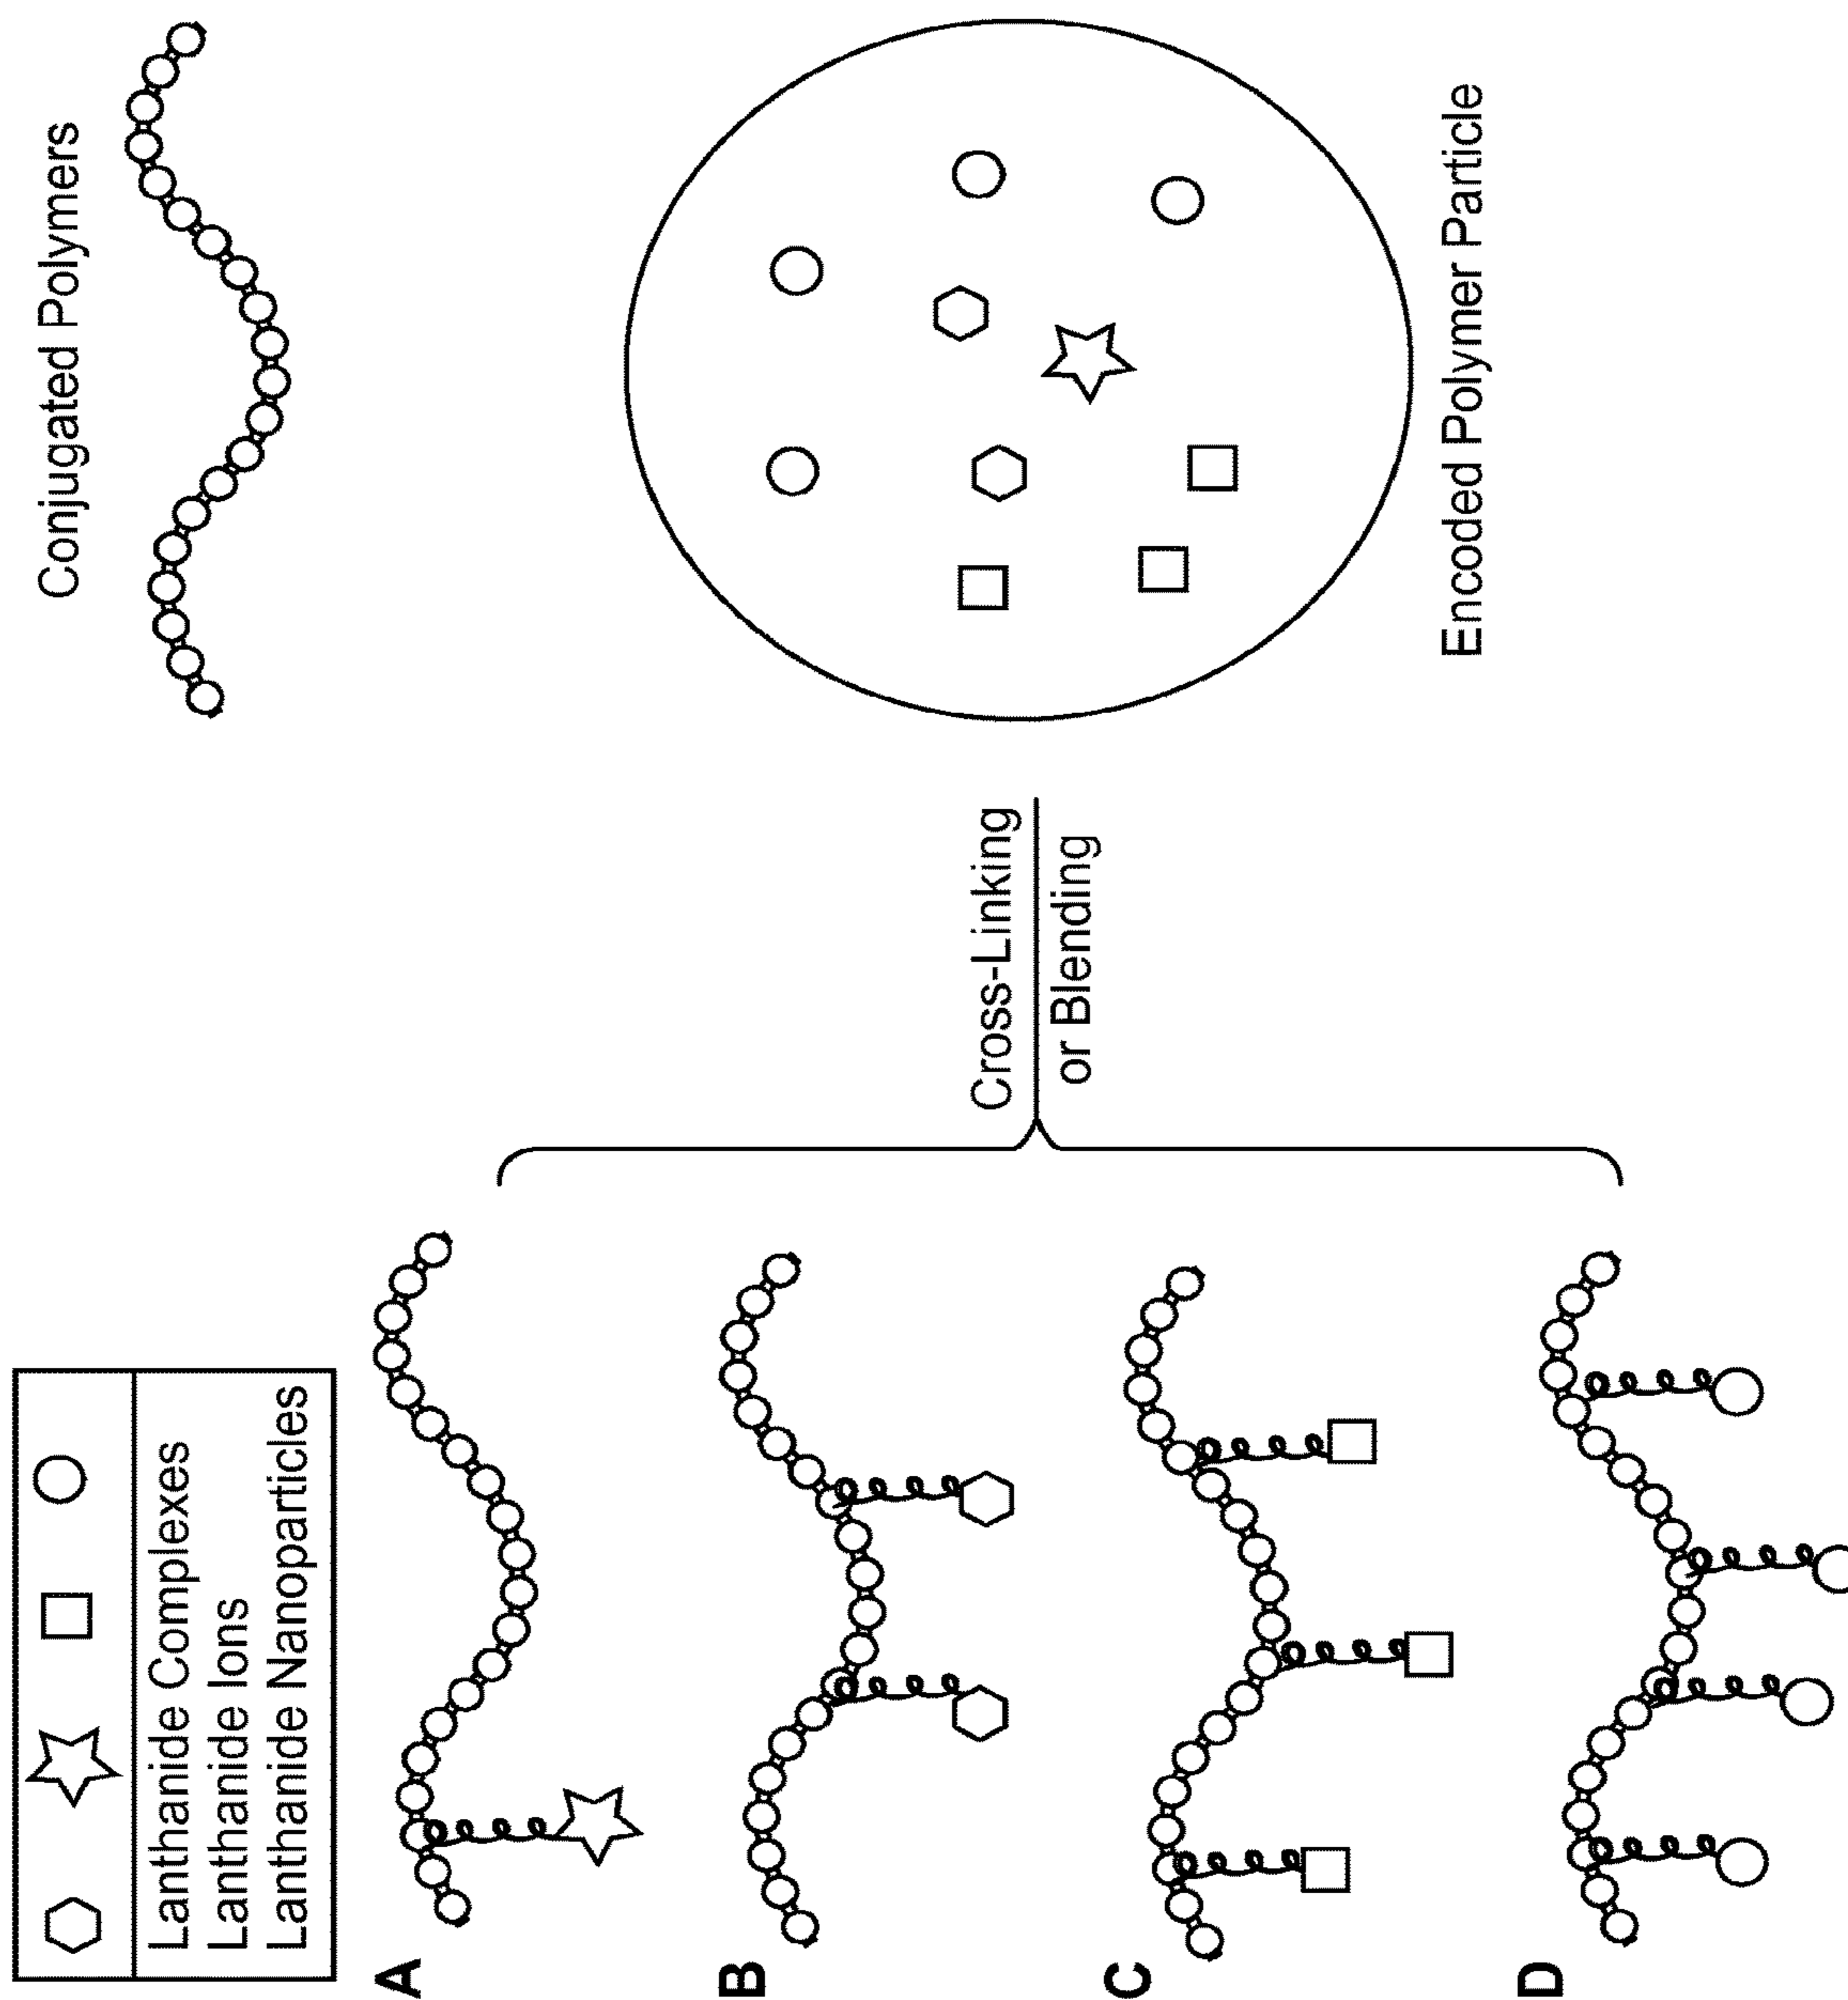 Lanthanide Complexes
Lanthanide Ions
Lanthanide Nanoparticles
A
B
C
D
Cross-Linking
or Blending
Conjugated Polymers
Encoded Polymer Particle